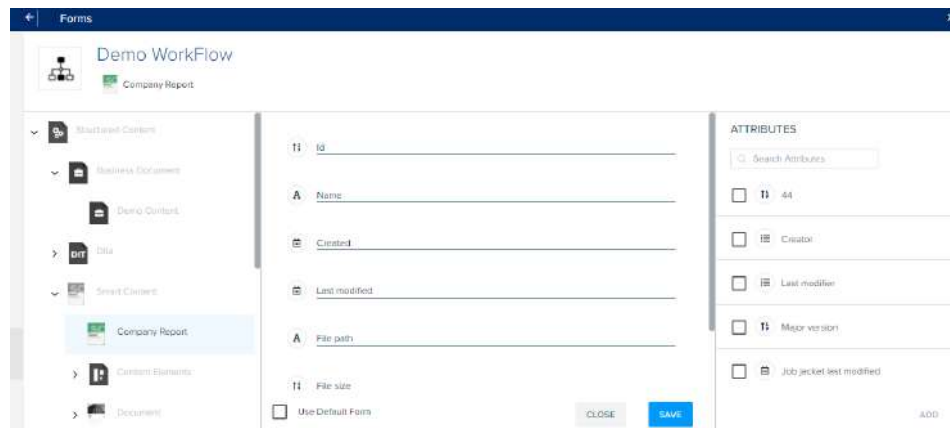 Forms
Demo WorkFlow
Company Report
Structured Content
Business Document
Demo Content
DIT
Dita
Smart Content
Company Report
Content Elements
Document
Id
A Name
Created
Last modified
A File path
File size
Use Default Form
CLOSE
SAVE
ATTRIBUTES
Search Attributes
44
Creator
Last modifier
Major version
Job jacket last modified
ADD